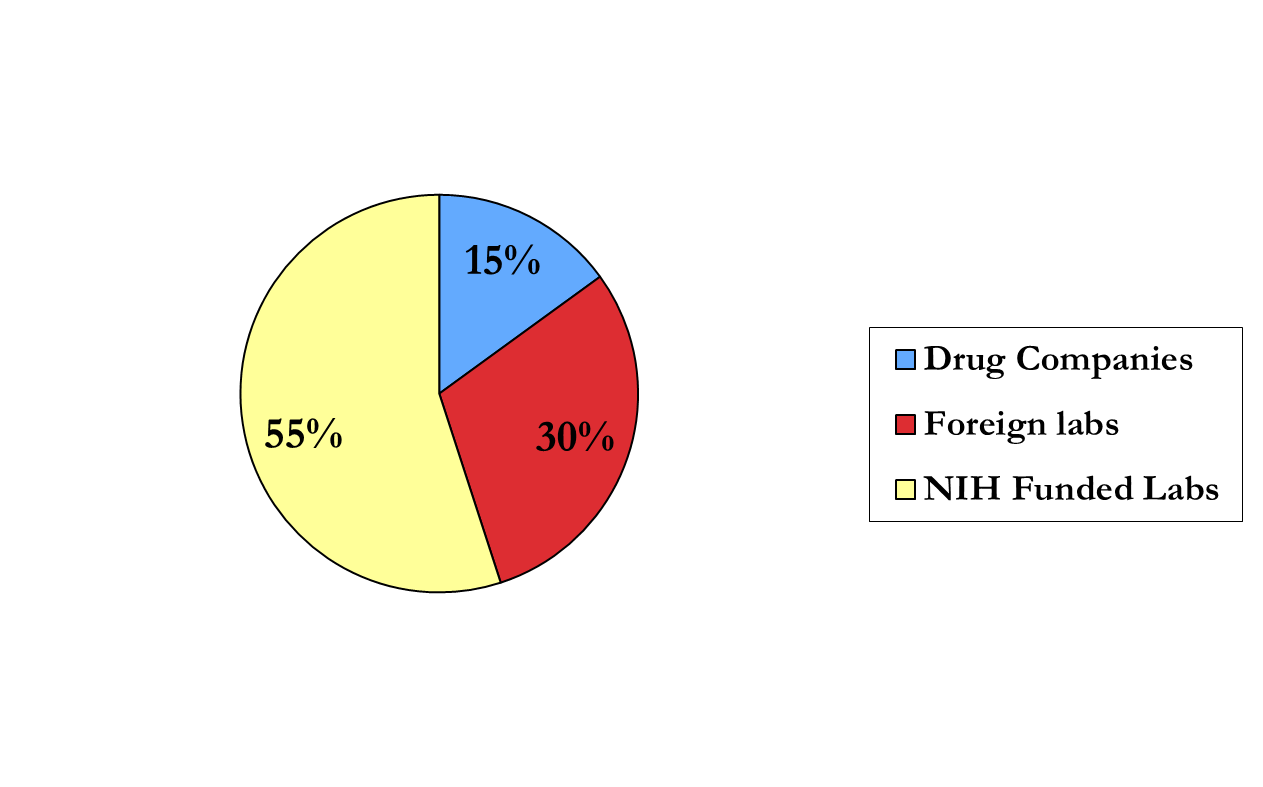 15%
30%
55%
Drug Companies
Foreign labs
NIH Funded Labs